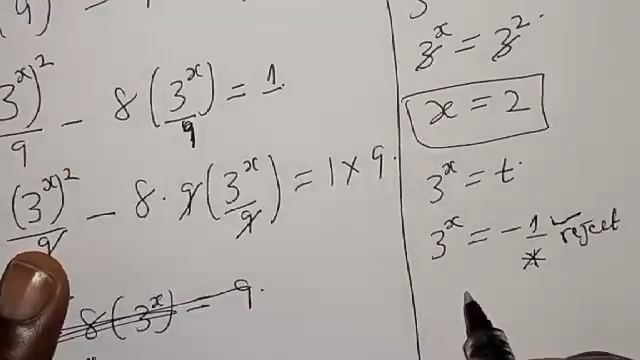 (3^x)^2/9 - 8(3^x/9) = 1
(3^x)^2/9 - 8·9(3^x/9) = 1×9.
8(3^x) = 9.
3^x = 3^2.
x = 2
3^x = t.
3^x = -1 reject